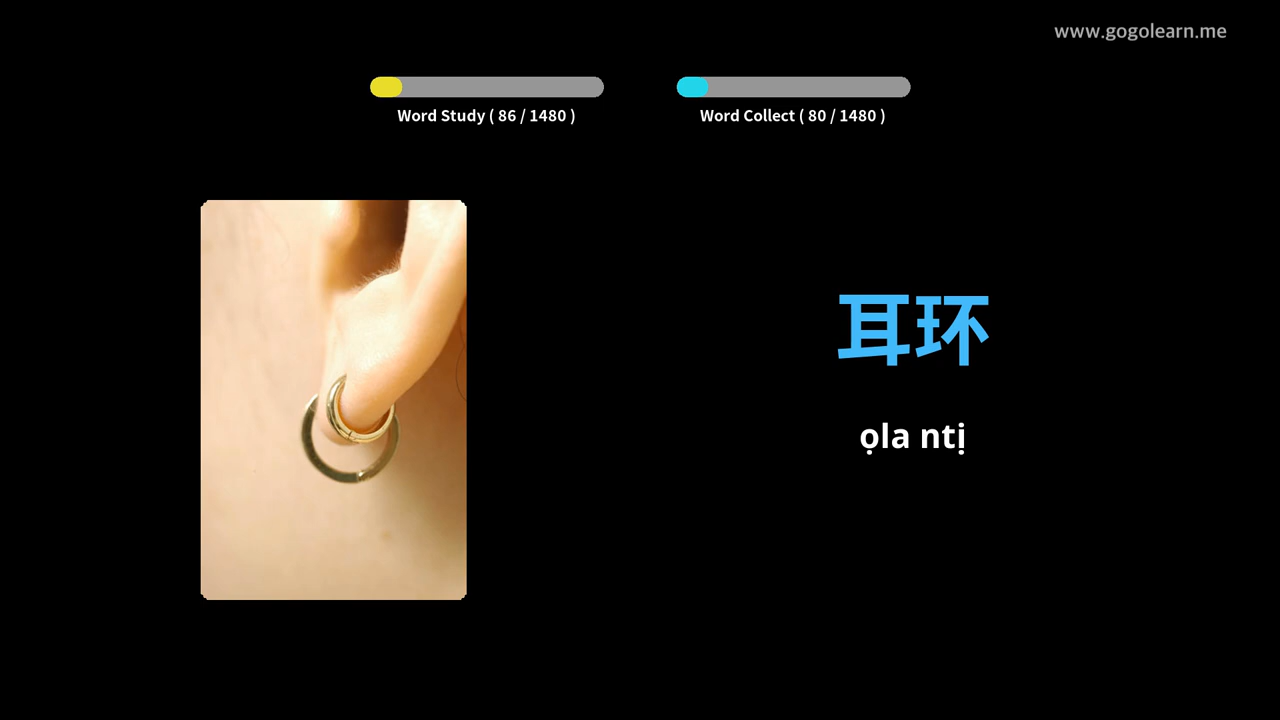 www.gogolearn.me
Word Study ( 86 / 1480 )
Word Collect ( 80 / 1480 )
耳环
ọla ntị